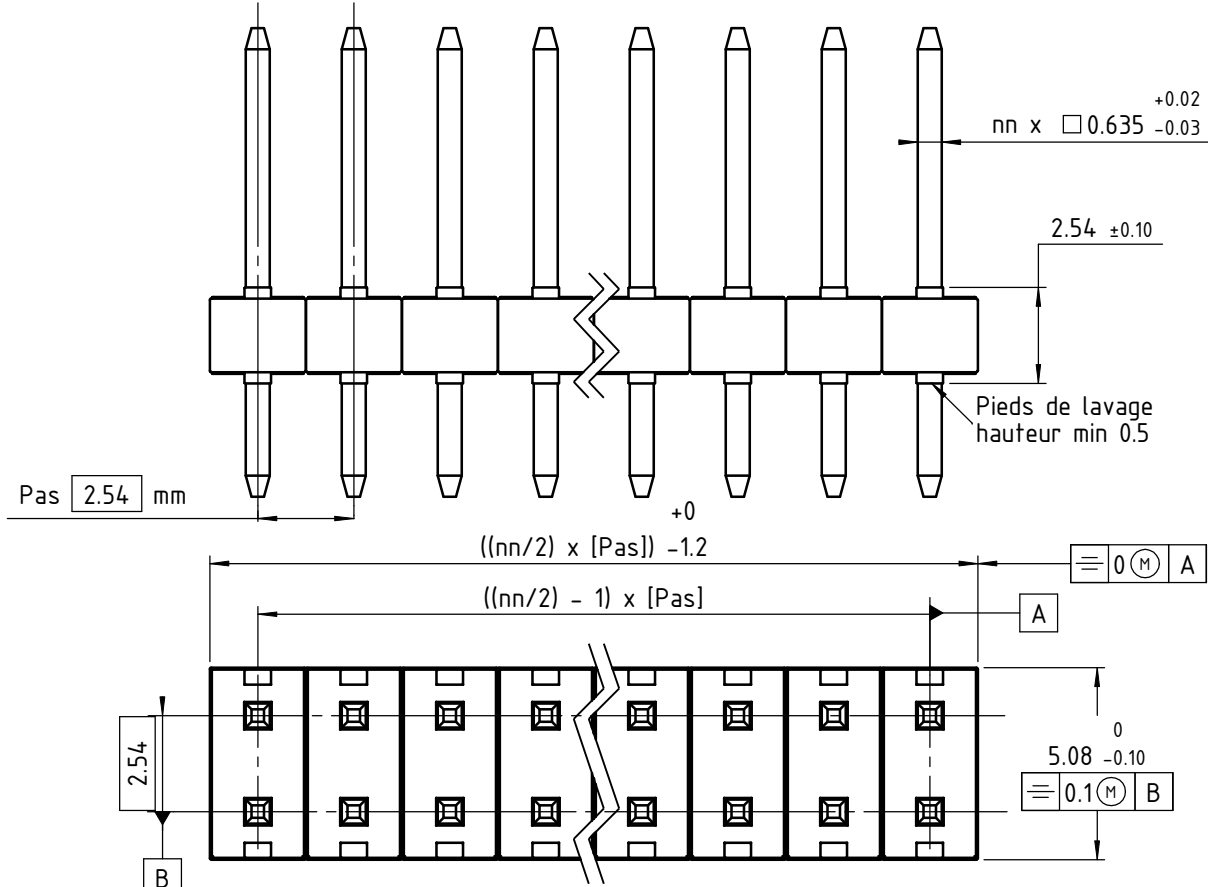 +0.02
nn x □ 0.635 -0.03
2.54 ±0.10
Pieds de lavage
hauteur min 0.5
Pas 2.54 mm
+0
((nn/2) x [Pas]) -1.2
⌯ 0 Ⓜ A
((nn/2) - 1) x [Pas]
A
2.54
0
5.08 -0.10
⌯ 0.1 Ⓜ B
B